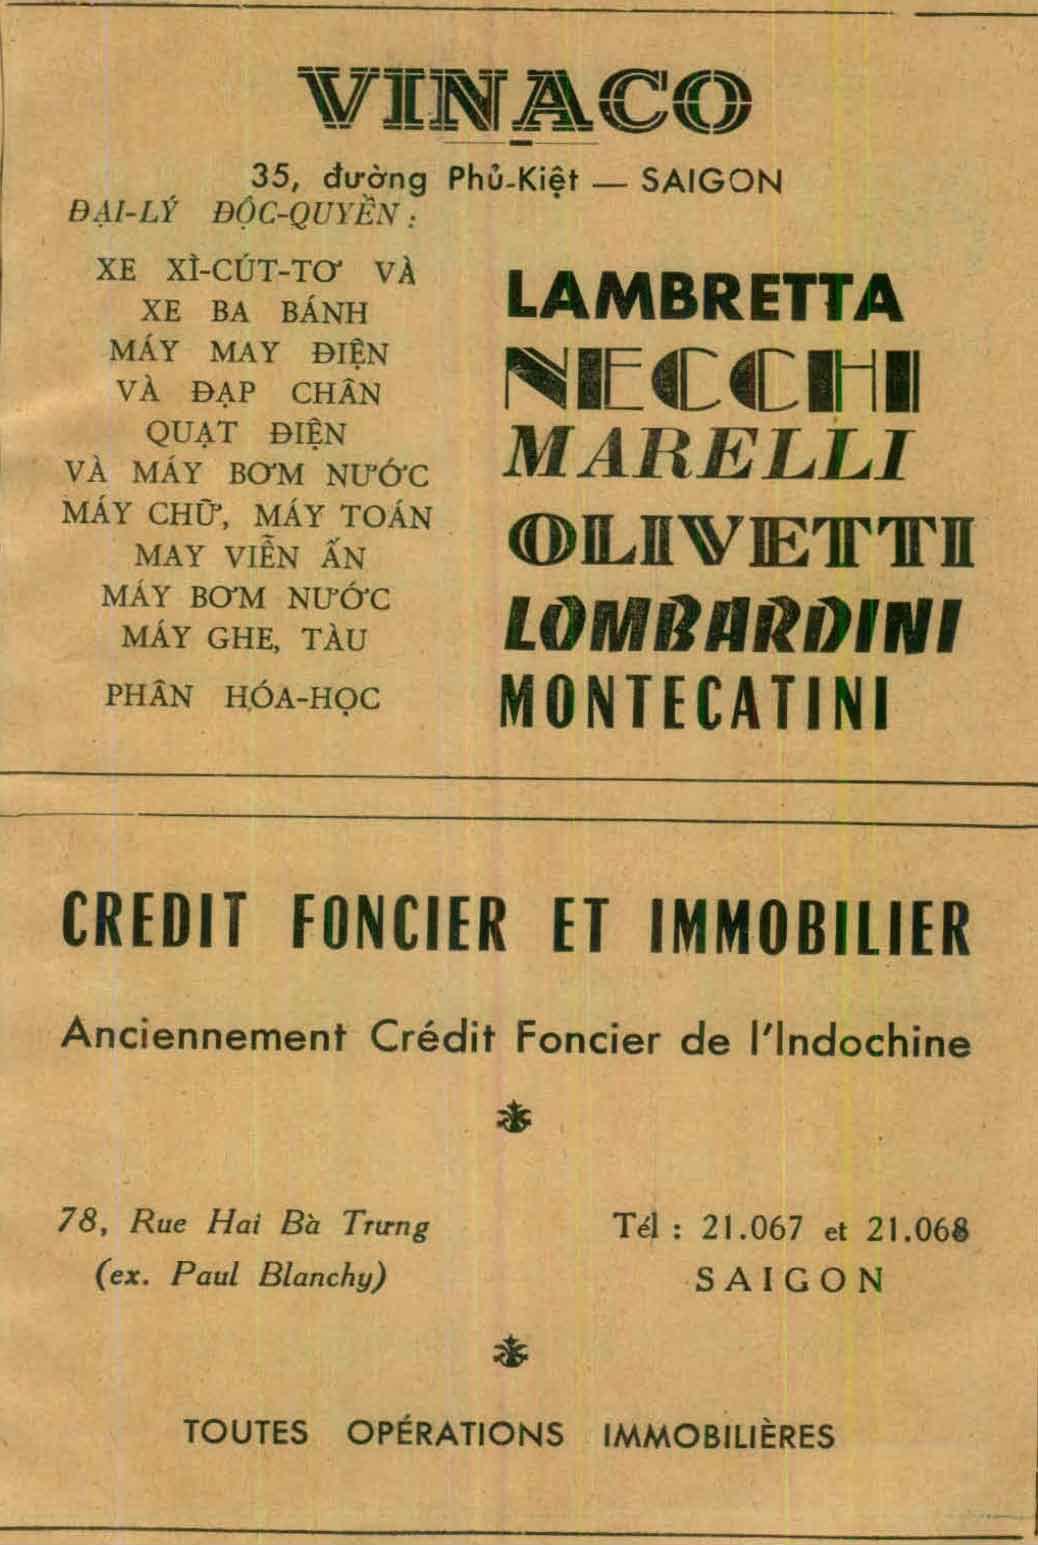 VINACO
35, đường Phủ-Kiệt — SAIGON
ĐẠI-LÝ ĐỘC-QUYỀN :
XE XÌ-CÚT-TƠ VÀ
XE BA BÁNH
LAMBRETTA
MÁY MAY ĐIỆN
VÀ ĐẠP CHÂN
NECCHI
QUẠT ĐIỆN
VÀ MÁY BƠM NƯỚC
MARELLI
MÁY CHỮ, MÁY TOÁN
MAY VIỄN ẤN
OLIVETTI
MÁY BƠM NƯỚC
MÁY GHE, TÀU
LOMBARDINI
PHÂN HÓA-HỌC
MONTECATINI
CREDIT FONCIER ET IMMOBILIER
Anciennement Crédit Foncier de l'Indochine
78, Rue Hai Bà Trưng
(ex. Paul Blanchy)
Tél : 21.067 et 21.068
SAIGON
TOUTES OPÉRATIONS IMMOBILIÈRES